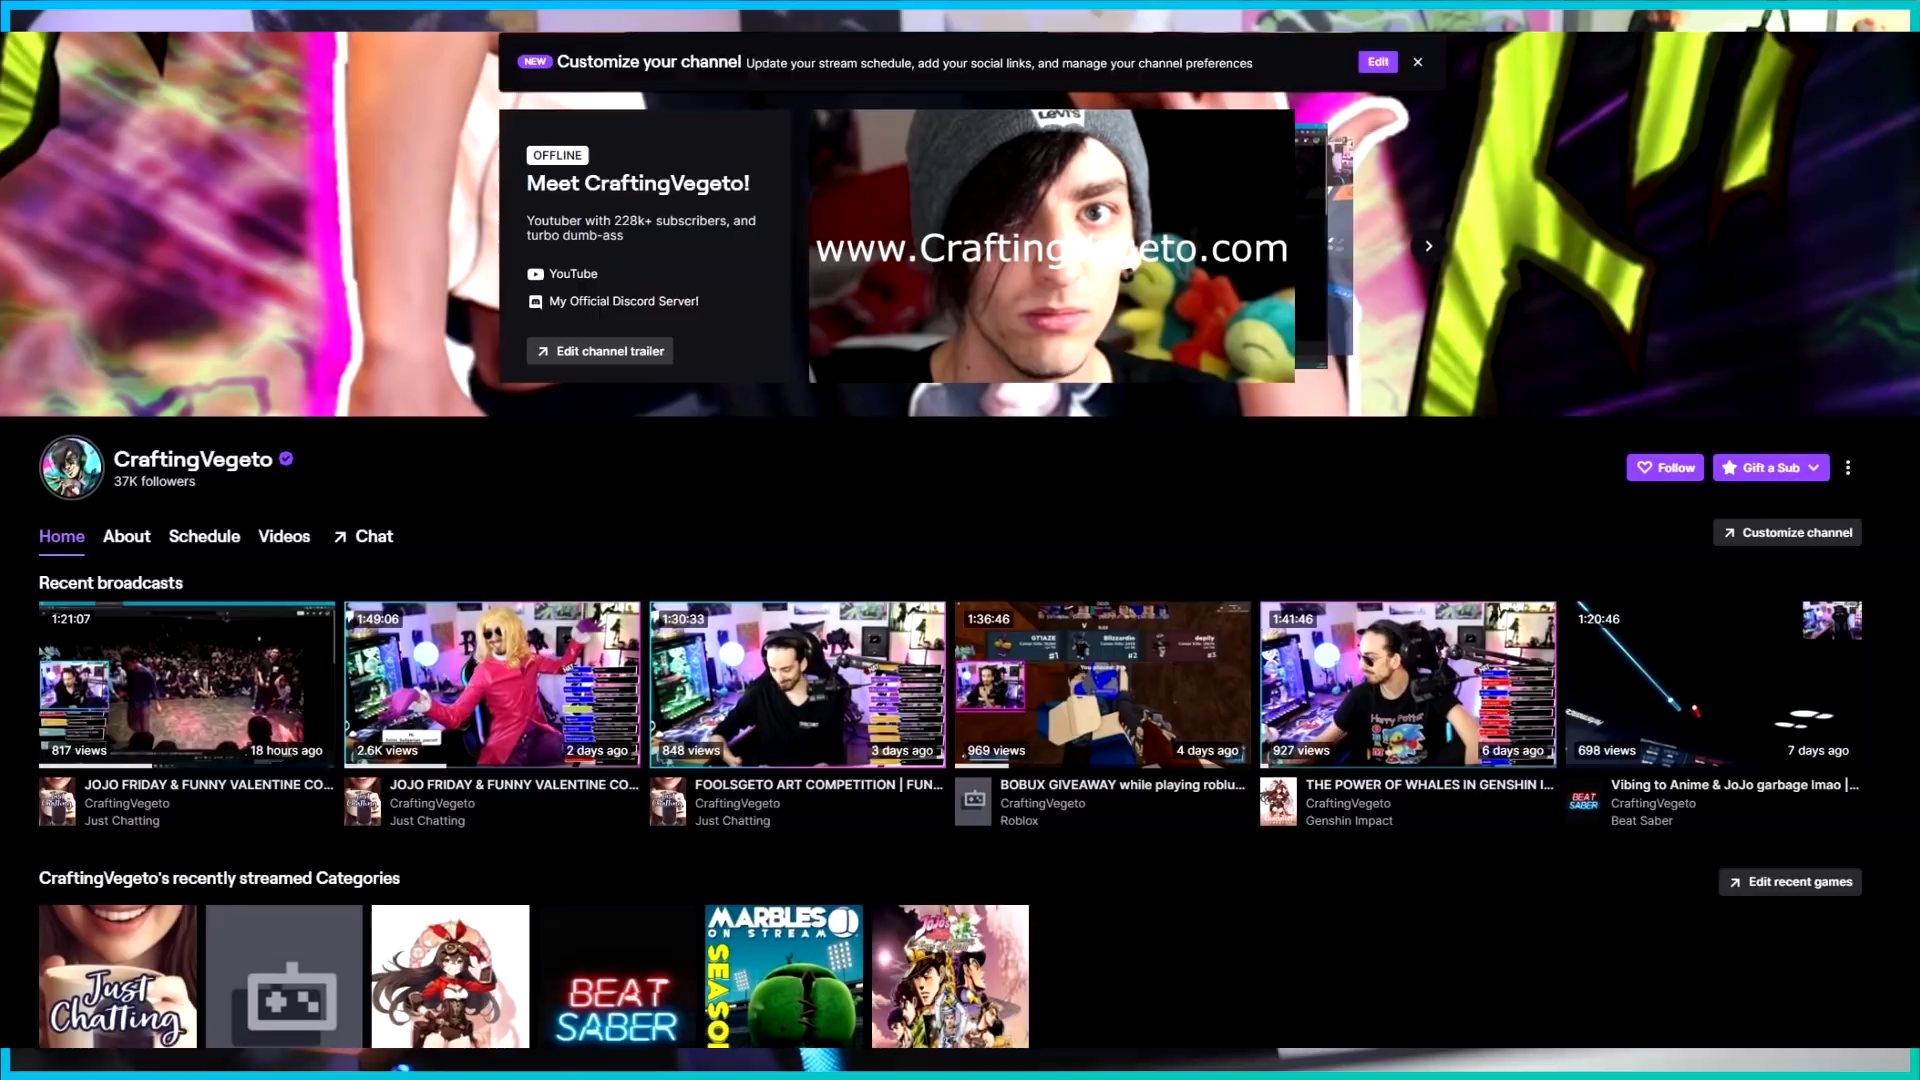 NEW Customize your channel Update your stream schedule, add your social links, and manage your channel preferences Edit
LEVI'S
OFFLINE
Meet CraftingVegeto!
Youtuber with 228k+ subscribers, and
turbo dumb-ass
www.CraftingVegeto.com
YouTube
My Official Discord Server!
Edit channel trailer
CraftingVegeto
37K followers
Follow
Gift a Sub
Home About Schedule Videos Chat
Customize channel
Recent broadcasts
1:21:07 1:49:06 1:30:33 1:36:46 1:41:46 1:20:46
817 views 18 hours ago 2.6K views 2 days ago 848 views 3 days ago 969 views 4 days ago 927 views 6 days ago 698 views 7 days ago
JOJO FRIDAY & FUNNY VALENTINE CO...
CraftingVegeto
Just Chatting
JOJO FRIDAY & FUNNY VALENTINE CO...
CraftingVegeto
Just Chatting
FOOLSGETO ART COMPETITION | FUN...
CraftingVegeto
Just Chatting
BOBUX GIVEAWAY while playing roblu...
CraftingVegeto
Roblox
THE POWER OF WHALES IN GENSHIN I...
CraftingVegeto
Genshin Impact
BEAT
SABER
Vibing to Anime & JoJo garbage lmao |...
CraftingVegeto
Beat Saber
CraftingVegeto's recently streamed Categories
Edit recent games
Just
Chatting
BEAT
SABER
MARBLES
ON STREAM